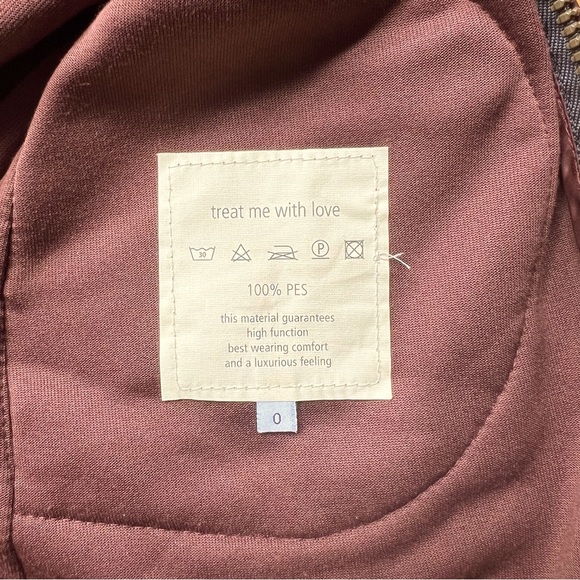 treat me with love
30 P
100% PES
this material guarantees
high function
best wearing comfort
and a luxurious feeling
0